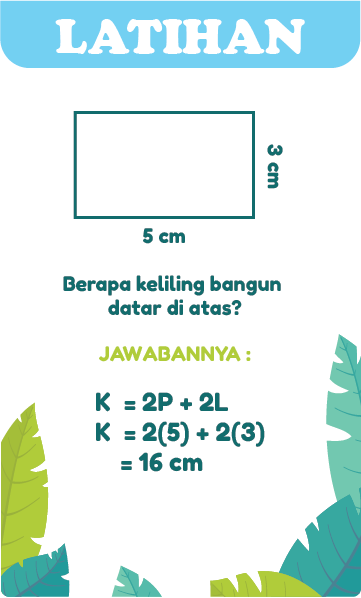 LATIHAN
3 cm
5 cm
Berapa keliling bangun
datar di atas?
JAWABANNYA :
K = 2P + 2L
K = 2(5) + 2(3)
= 16 cm